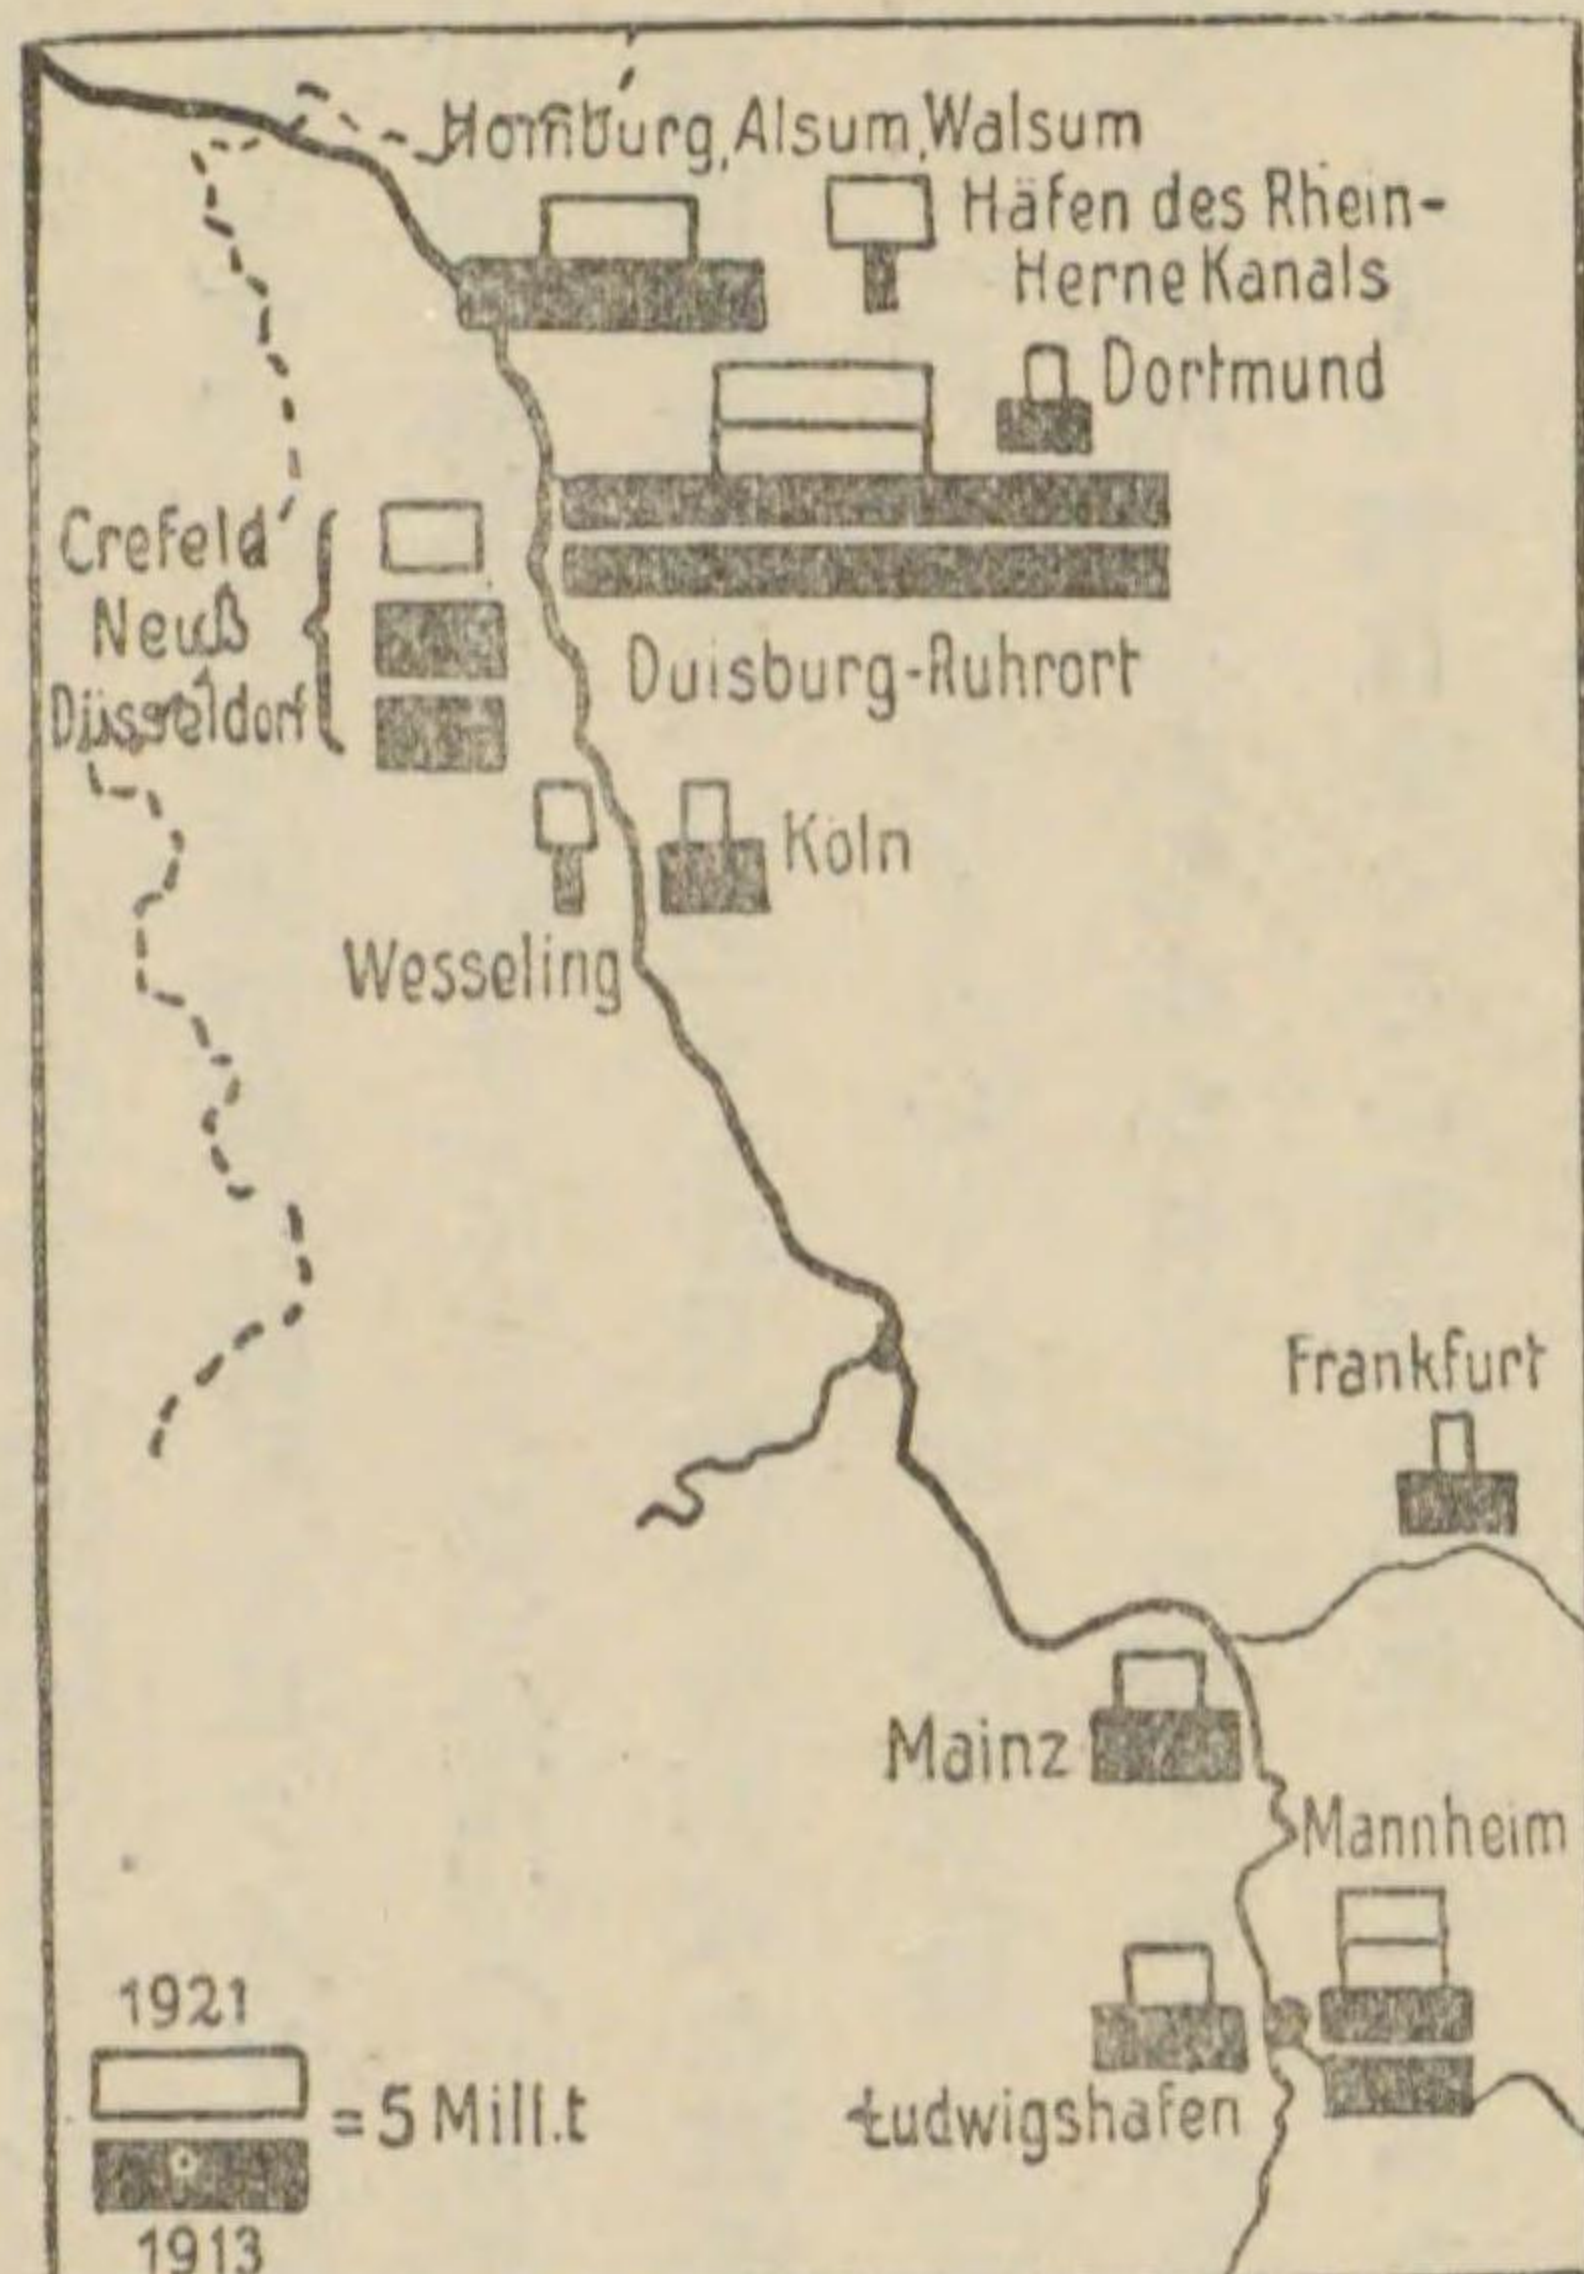 Homburg, Alsum, Walsum
Häfen des Rhein-
Herne Kanals
Dortmund
Crefeld
Neuß
Düsseldorf
Duisburg-Ruhrort
Köln
Wesseling
Frankfurt
Mainz
Mannheim
Ludwigshafen
1921
=5 Mill.t
1913